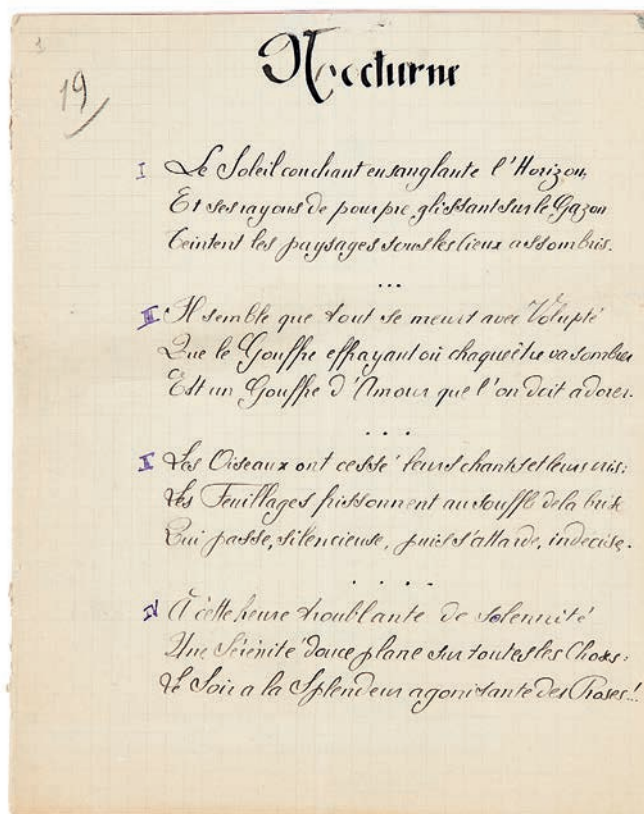 1
19
Nocturne
I Le Soleil couchant ensanglante l'Horizon,
Et ses rayons de pourpre, glissant sur le Gazon
Teintent les paysages sous les Cieux assombris.
...
III Il semble que tout se meurt avec Volupté
Que le Gouffre effrayant où chaque être va sombrer
Est un Gouffre d'Amour que l'on doit adorer.
...
II Les Oiseaux ont cessé leurs chants et leurs cris:
Les Feuillages frissonnent au souffle de la brise
Qui passe, silencieuse, puis s'attarde, indécise.
....
IV À cette heure troublante de solennité
Une Sérénité douce plane sur toutes les Choses:
Le Soir a la Splendeur agonisante des Roses!..